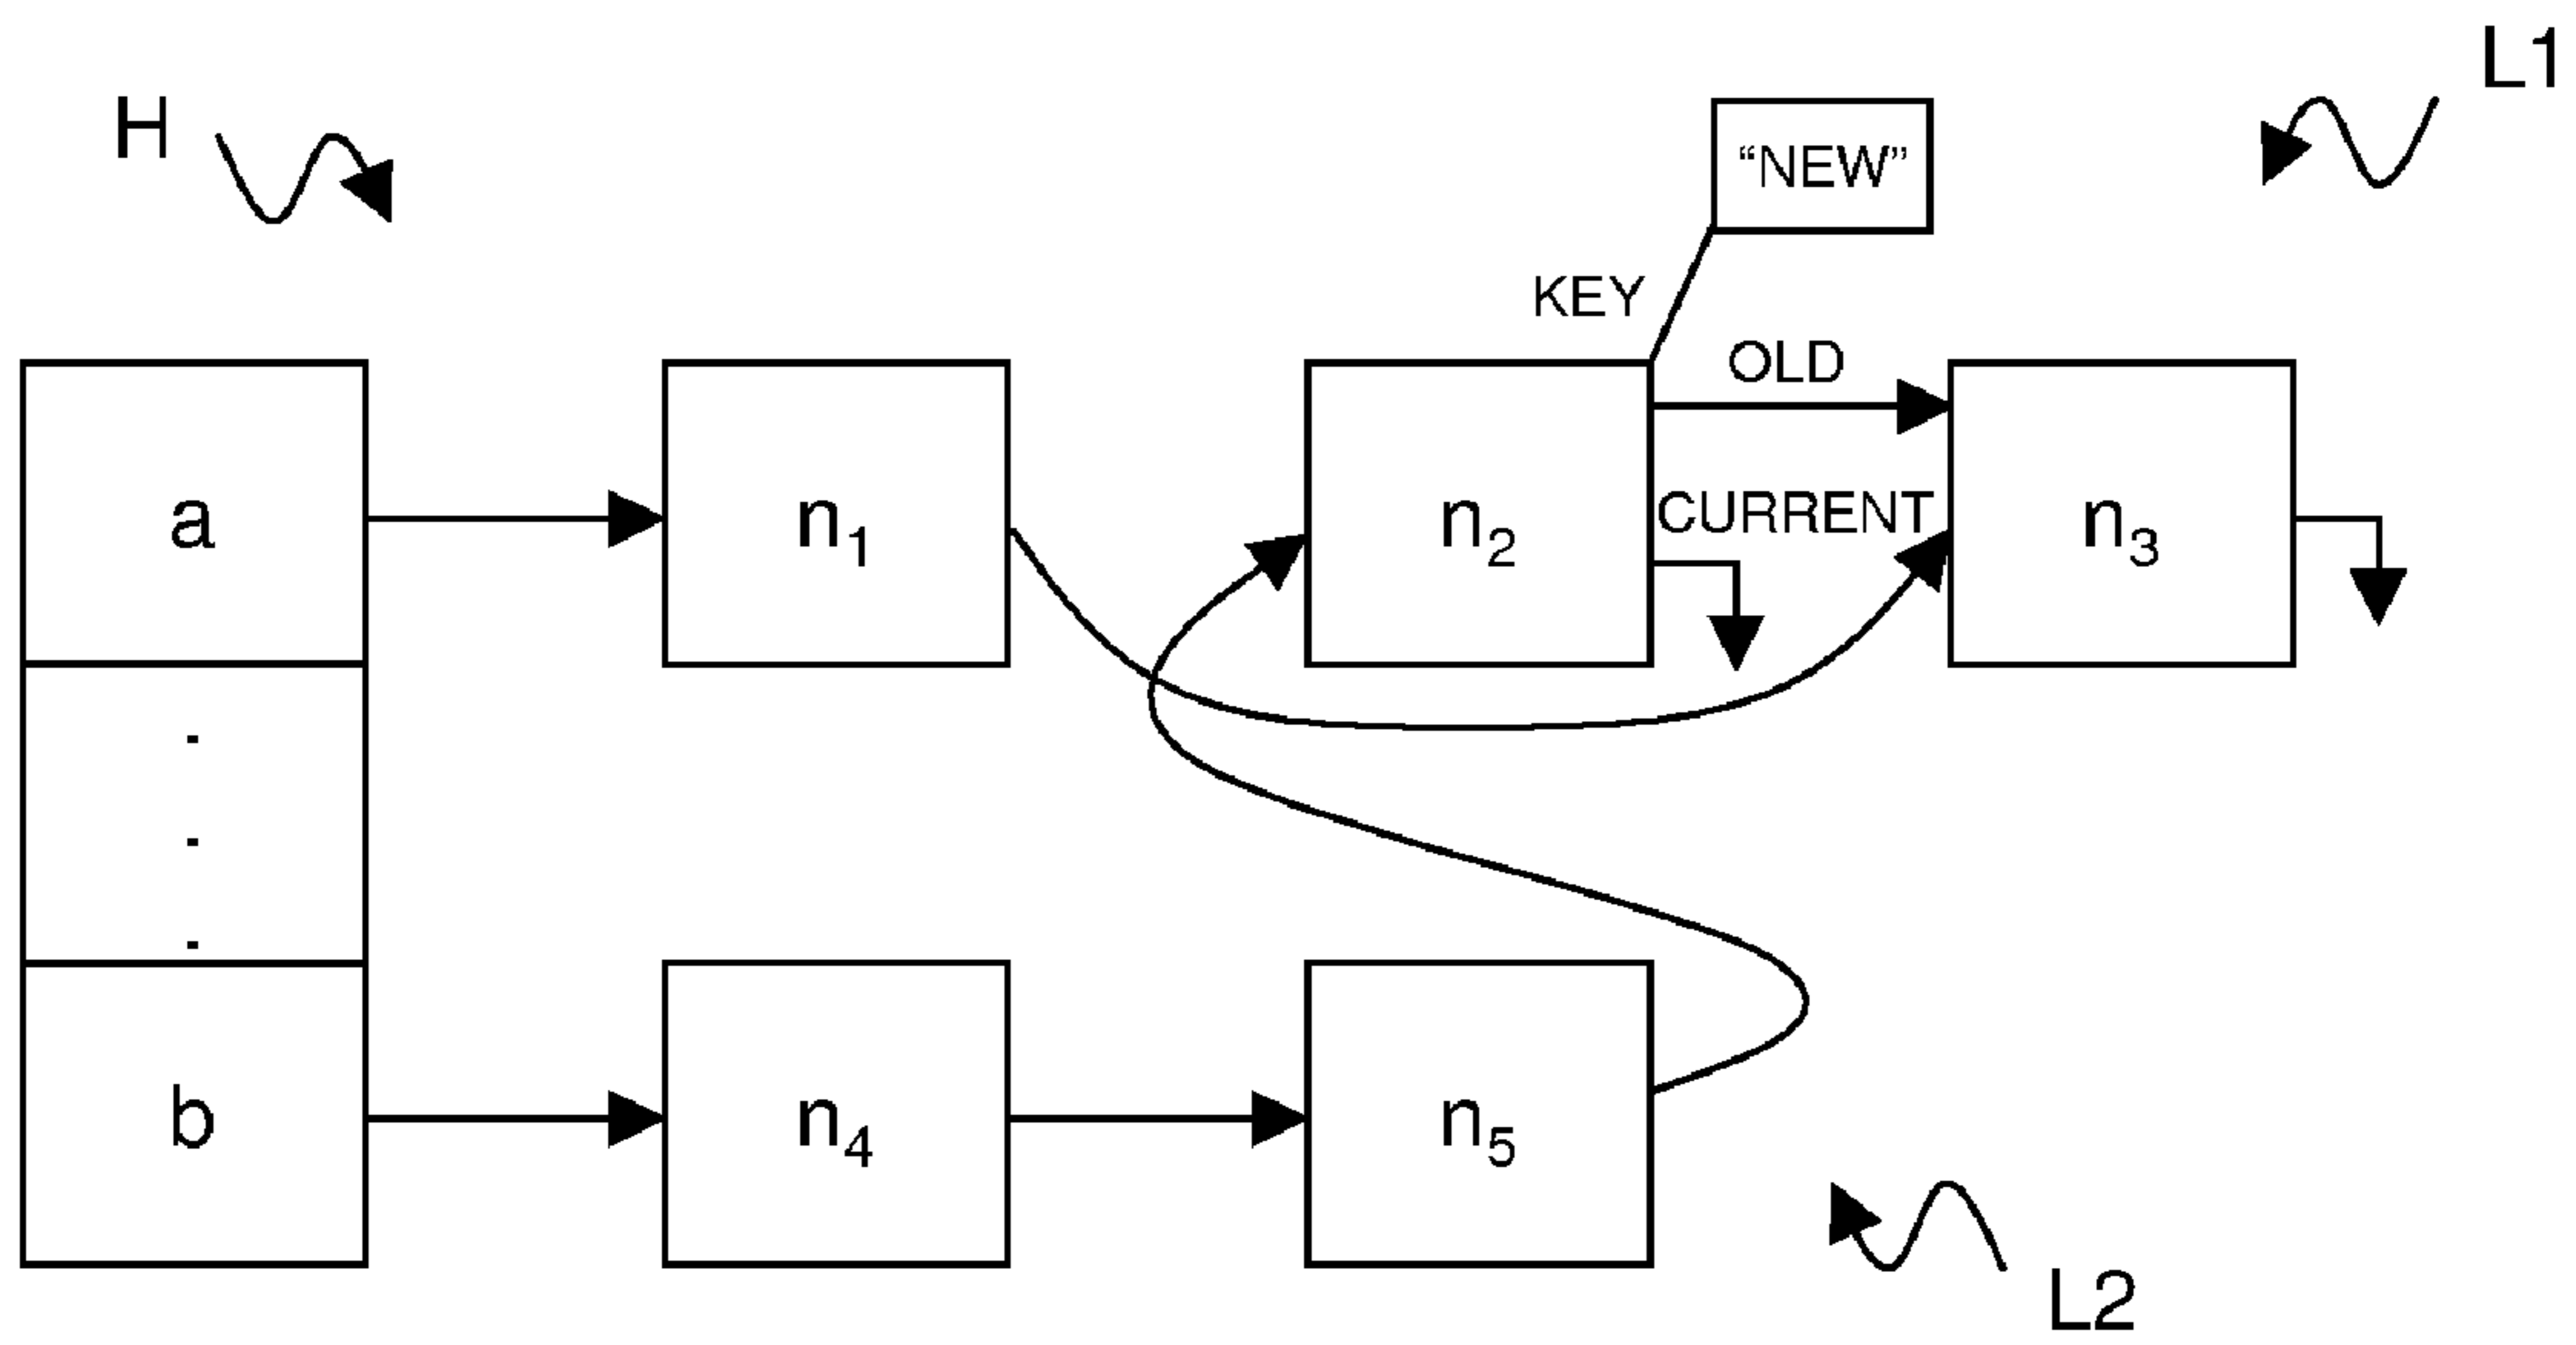 H
L1
“NEW”
KEY
OLD
a
n1
n2
CURRENT
n3
.
.
.
b
n4
n5
L2